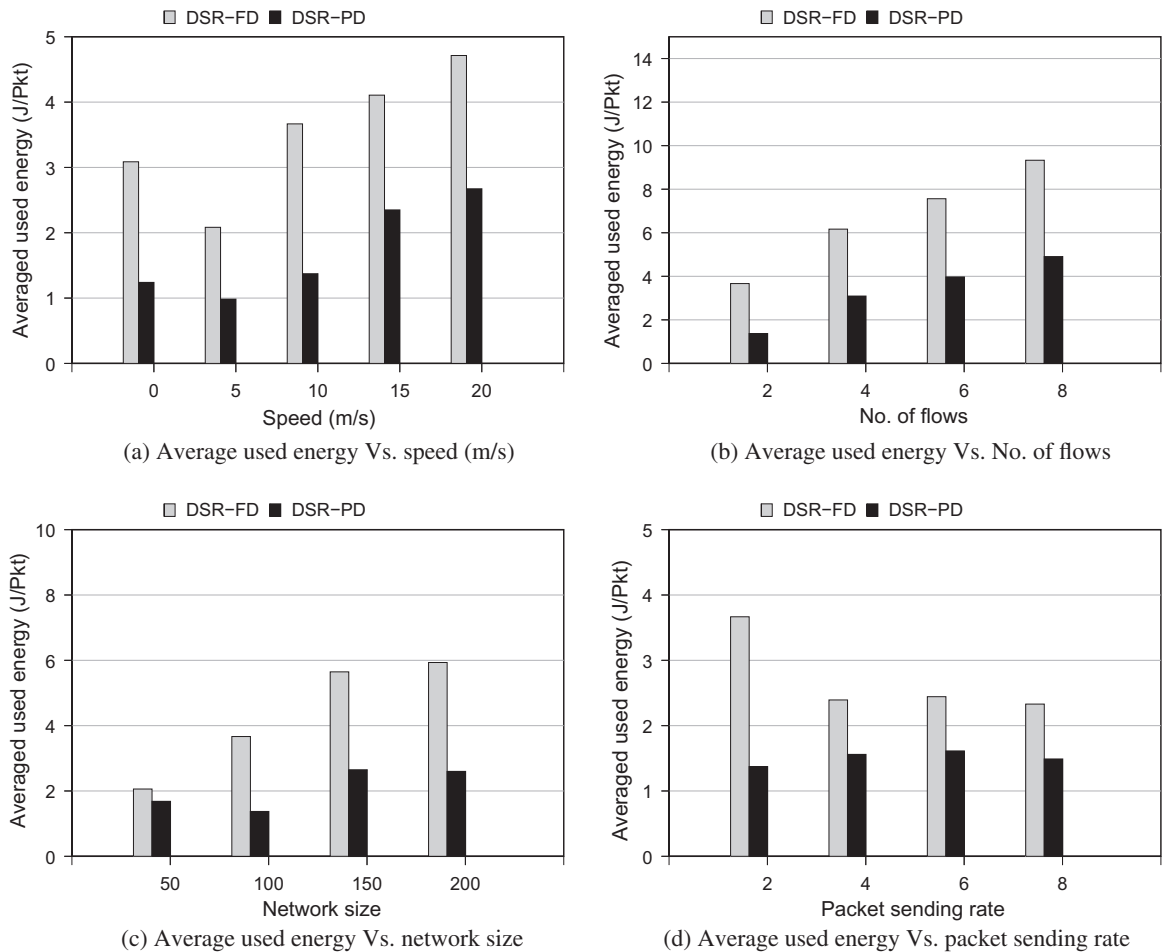 DSR−FD DSR−PD
Averaged used energy (J/Pkt)
5
4
3
2
1
0
0 5 10 15 20
Speed (m/s)
(a) Average used energy Vs. speed (m/s)
DSR−FD DSR−PD
Averaged used energy (J/Pkt)
14
12
10
8
6
4
2
0
2 4 6 8
No. of flows
(b) Average used energy Vs. No. of flows
DSR−FD DSR−PD
Averaged used energy (J/Pkt)
10
8
6
4
2
0
50 100 150 200
Network size
(c) Average used energy Vs. network size
DSR−FD DSR−PD
Averaged used energy (J/Pkt)
5
4
3
2
1
0
2 4 6 8
Packet sending rate
(d) Average used energy Vs. packet sending rate